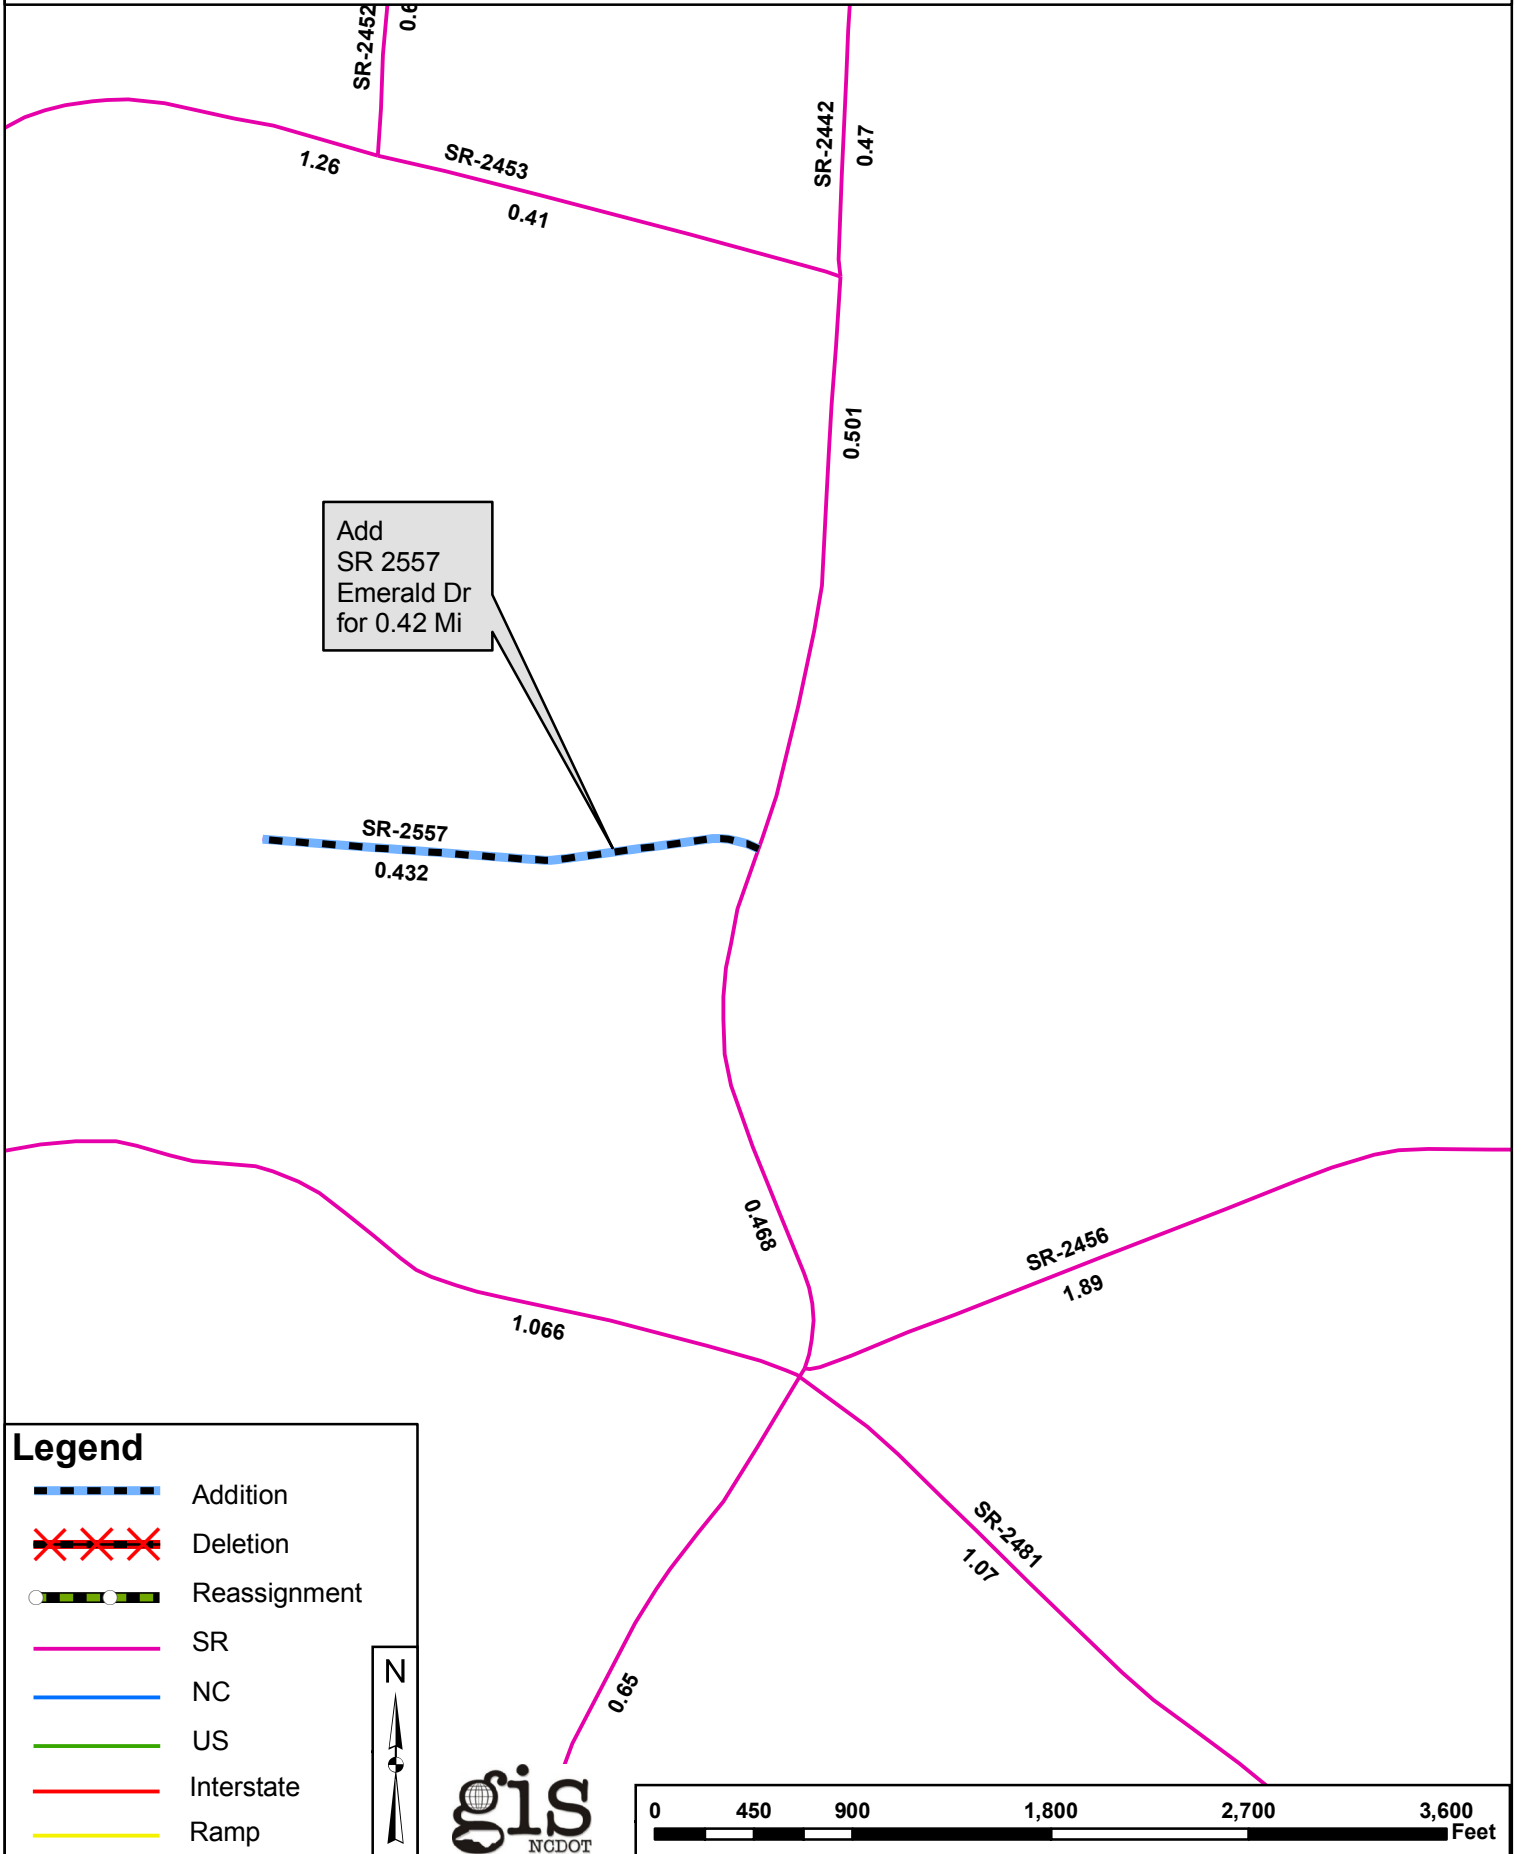 SR-2452
SR-2442
0.47
1.26
SR-2453
0.41
0.501
Add
SR 2557
Emerald Dr
for 0.42 Mi
SR-2557
0.432
0.468
SR-2456
1.89
1.066
SR-2481
1.07
0.65
Legend
Addition
Deletion
Reassignment
SR
NC
US
Interstate
Ramp
N
gis
NCDOT
0 450 900 1,800 2,700 3,600
Feet